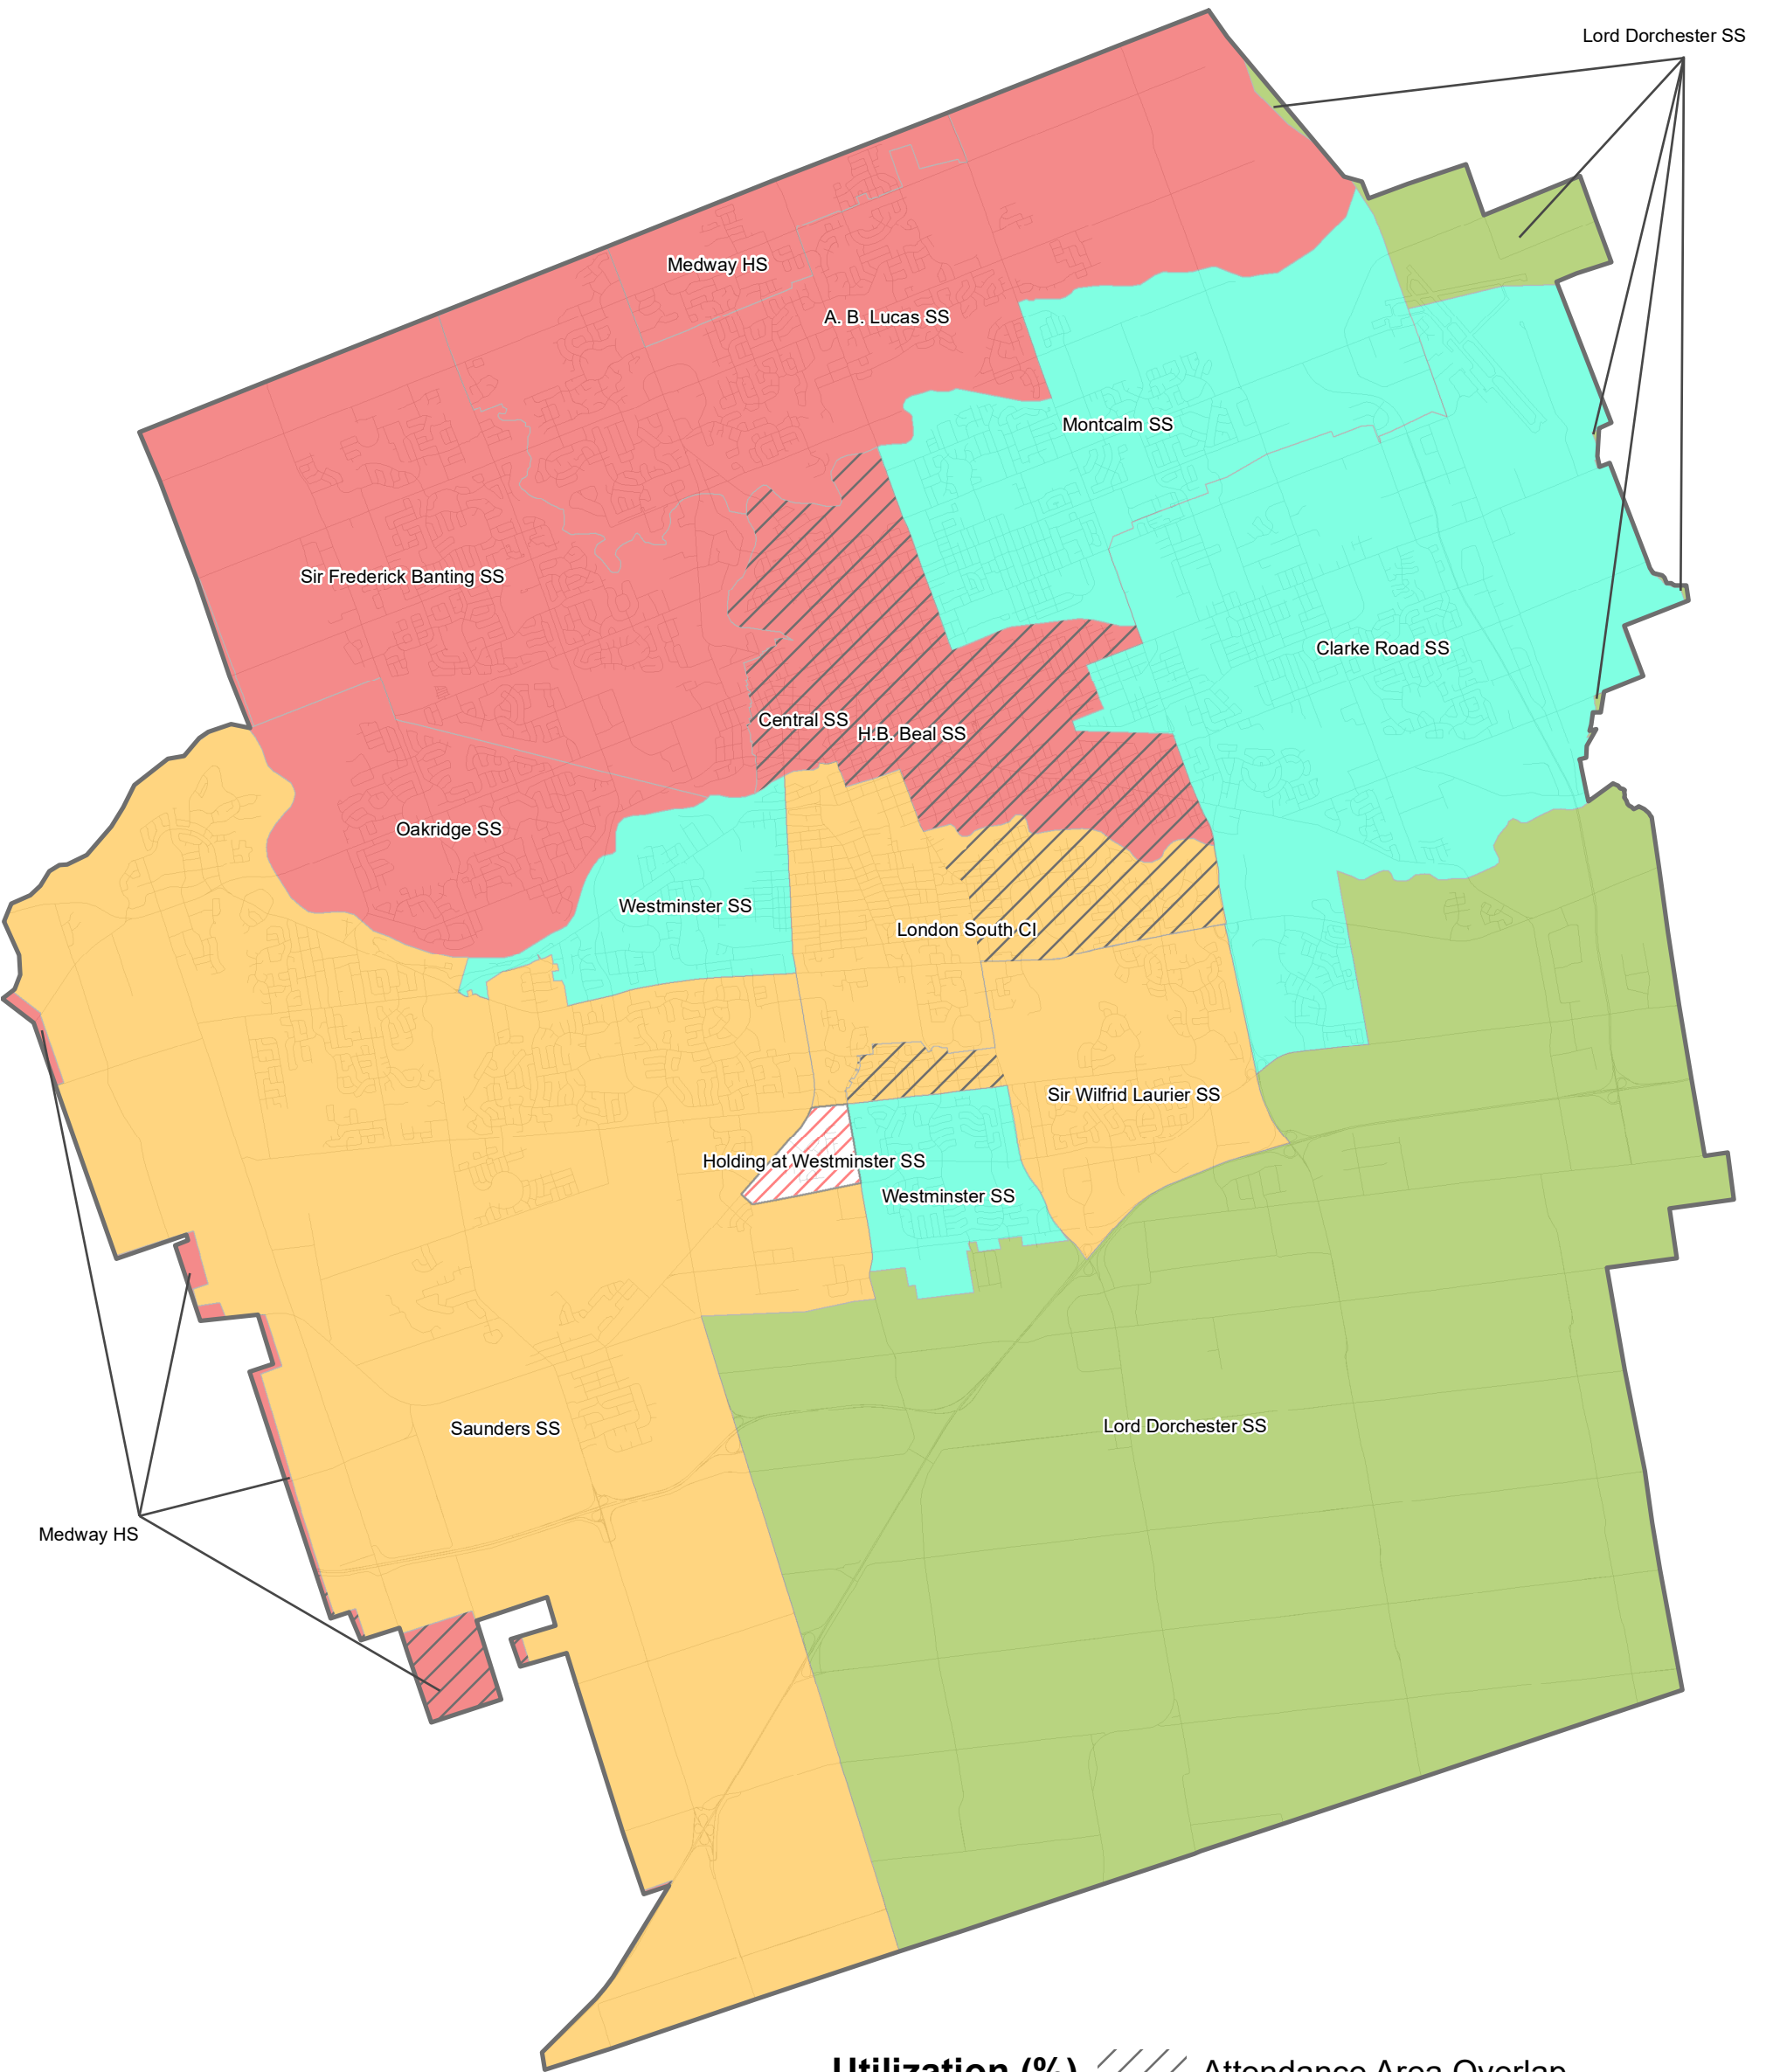 Lord Dorchester SS
Medway HS
A. B. Lucas SS
Montcalm SS
Sir Frederick Banting SS
Clarke Road SS
Central SS
H.B. Beal SS
Oakridge SS
Westminster SS
London South CI
Sir Wilfrid Laurier SS
Holding at Westminster SS
Westminster SS
Lord Dorchester SS
Saunders SS
Medway HS
Utilization (%)
Attendance Area Overlap